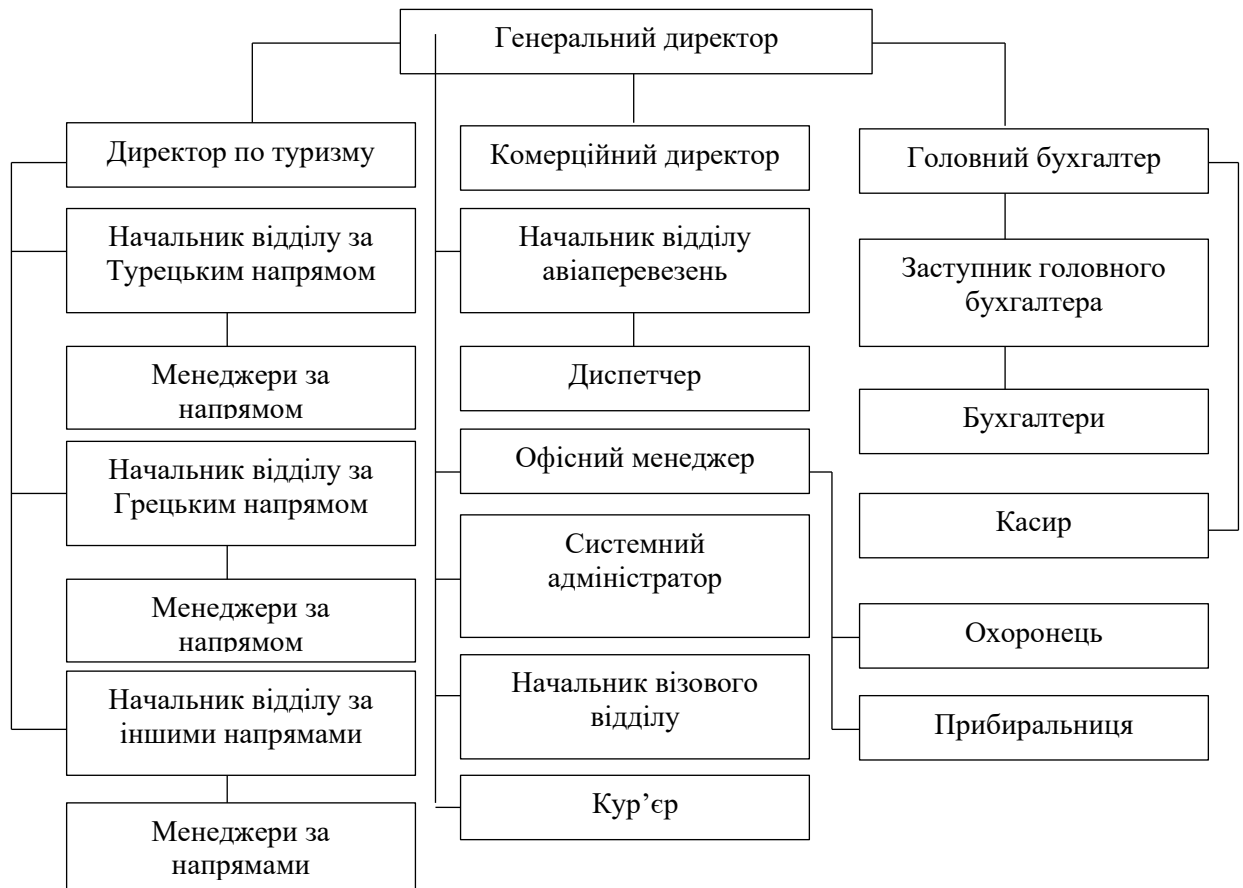 Генеральний директор
Директор по туризму
Начальник відділу за
Турецьким напрямом
Менеджери за
напрямом
Начальник відділу за
Грецьким напрямом
Менеджери за
напрямом
Начальник відділу за
іншими напрямами
Менеджери за
напрямами
Комерційний директор
Начальник відділу
авіаперевезень
Диспетчер
Офісний менеджер
Системний
адміністратор
Начальник візового
відділу
Кур’єр
Головний бухгалтер
Заступник головного
бухгалтера
Бухгалтери
Касир
Охоронець
Прибиральниця